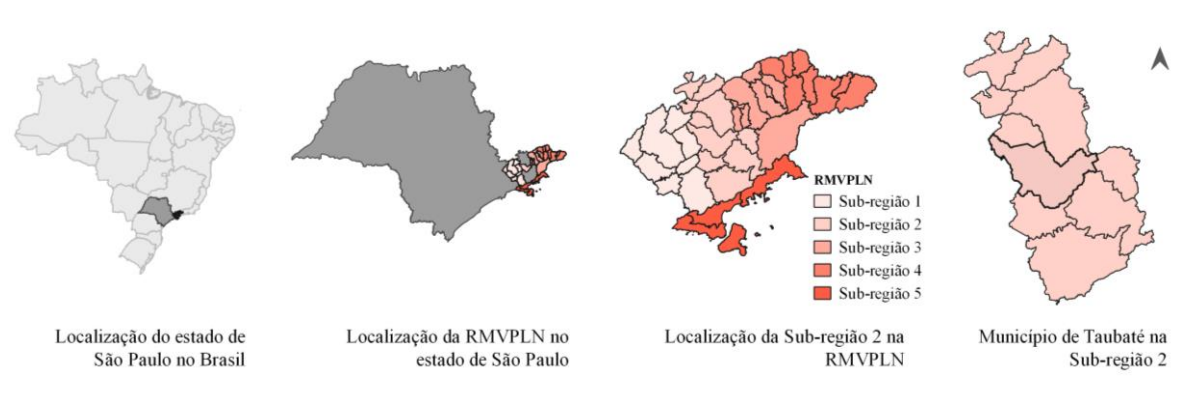 RMVPLN
Sub-região 1
Sub-região 2
Sub-região 3
Sub-região 4
Sub-região 5
Localização do estado de
São Paulo no Brasil
Localização da RMVPLN no
estado de São Paulo
Localização da Sub-região 2 na
RMVPLN
Município de Taubaté na
Sub-região 2